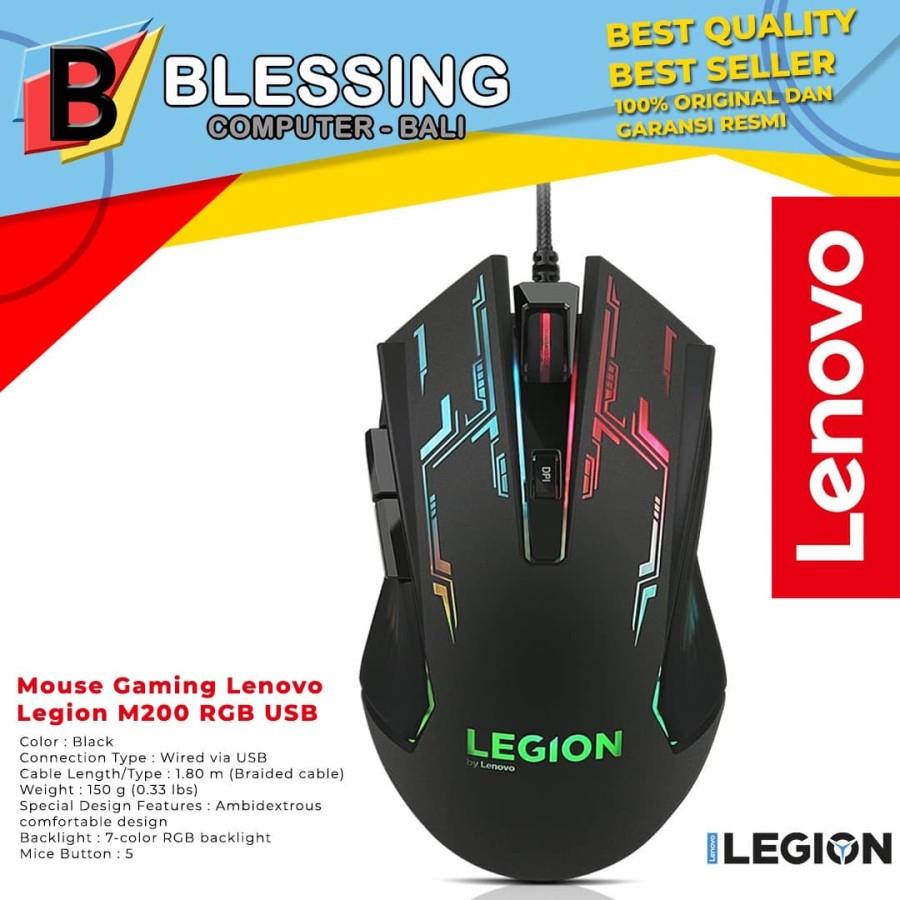 B
BLESSING
COMPUTER - BALI
BEST QUALITY
BEST SELLER
100% ORIGINAL DAN
GARANSI RESMI
Lenovo
DPI
LEGION
by Lenovo
Mouse Gaming Lenovo
Legion M200 RGB USB
Color : Black
Connection Type : Wired via USB
Cable Length/Type : 1.80 m (Braided cable)
Weight : 150 g (0.33 lbs)
Special Design Features : Ambidextrous
comfortable design
Backlight : 7-color RGB backlight
Mice Button : 5
Lenovo
LEGION